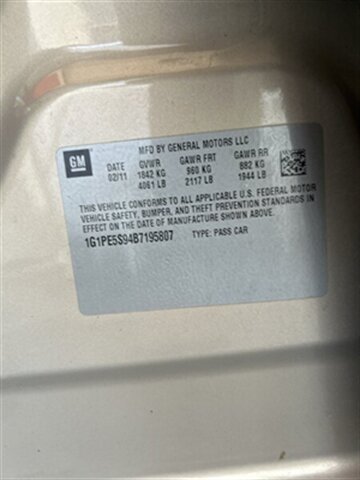 MFD BY GENERAL MOTORS LLC
GM
DATE GVWR GAWR FRT GAWR RR
02/11 1842 KG 960 KG 882 KG
4061 LB 2117 LB 1944 LB
THIS VEHICLE CONFORMS TO ALL APPLICABLE U.S. FEDERAL MOTOR
VEHICLE SAFETY, BUMPER, AND THEFT PREVENTION STANDARDS IN
EFFECT ON THE DATE OF MANUFACTURE SHOWN ABOVE.
1G1PE5S94B7195807 TYPE: PASS CAR